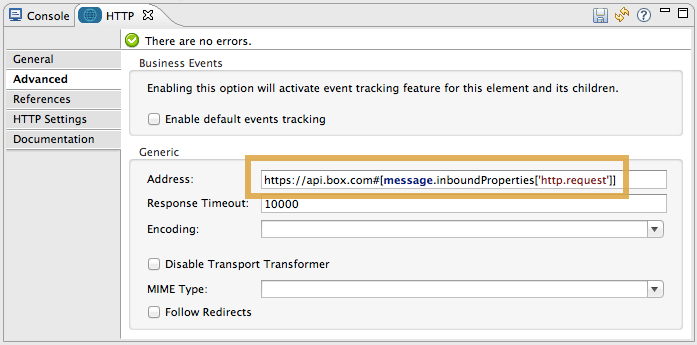 Console HTTP
There are no errors.
General
Advanced
References
HTTP Settings
Documentation
Business Events
Enabling this option will activate event tracking feature for this element and its children.
Enable default events tracking
Generic
Address: https://api.box.com#[message.inboundProperties['http.request']]
Response Timeout: 10000
Encoding:
Disable Transport Transformer
MIME Type:
Follow Redirects